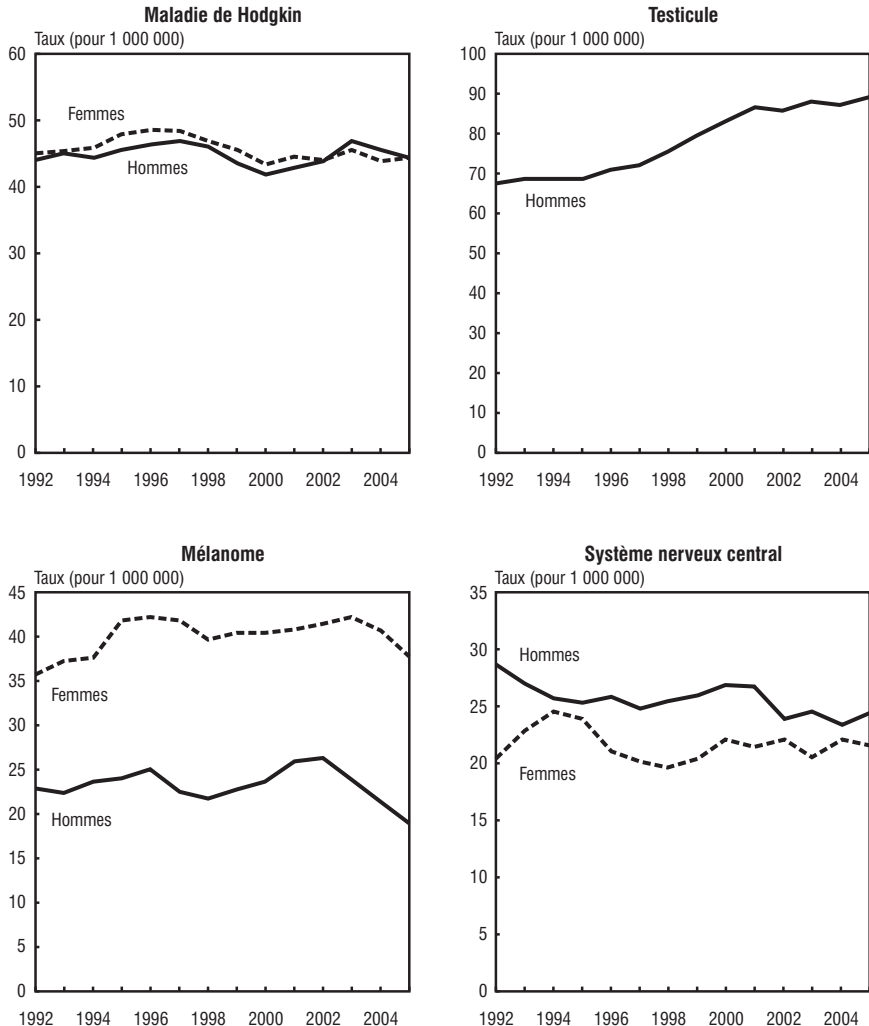 Maladie de Hodgkin
Taux (pour 1 000 000)
60
50
40
30
20
10
0
Femmes
Hommes
1992 1994 1996 1998 2000 2002 2004
Testicule
Taux (pour 1 000 000)
100
90
80
70
60
50
40
30
20
10
0
Hommes
1992 1994 1996 1998 2000 2002 2004
Mélanome
Taux (pour 1 000 000)
45
40
35
30
25
20
15
10
5
0
Femmes
Hommes
1992 1994 1996 1998 2000 2002 2004
Système nerveux central
Taux (pour 1 000 000)
35
30
25
20
15
10
5
0
Hommes
Femmes
1992 1994 1996 1998 2000 2002 2004